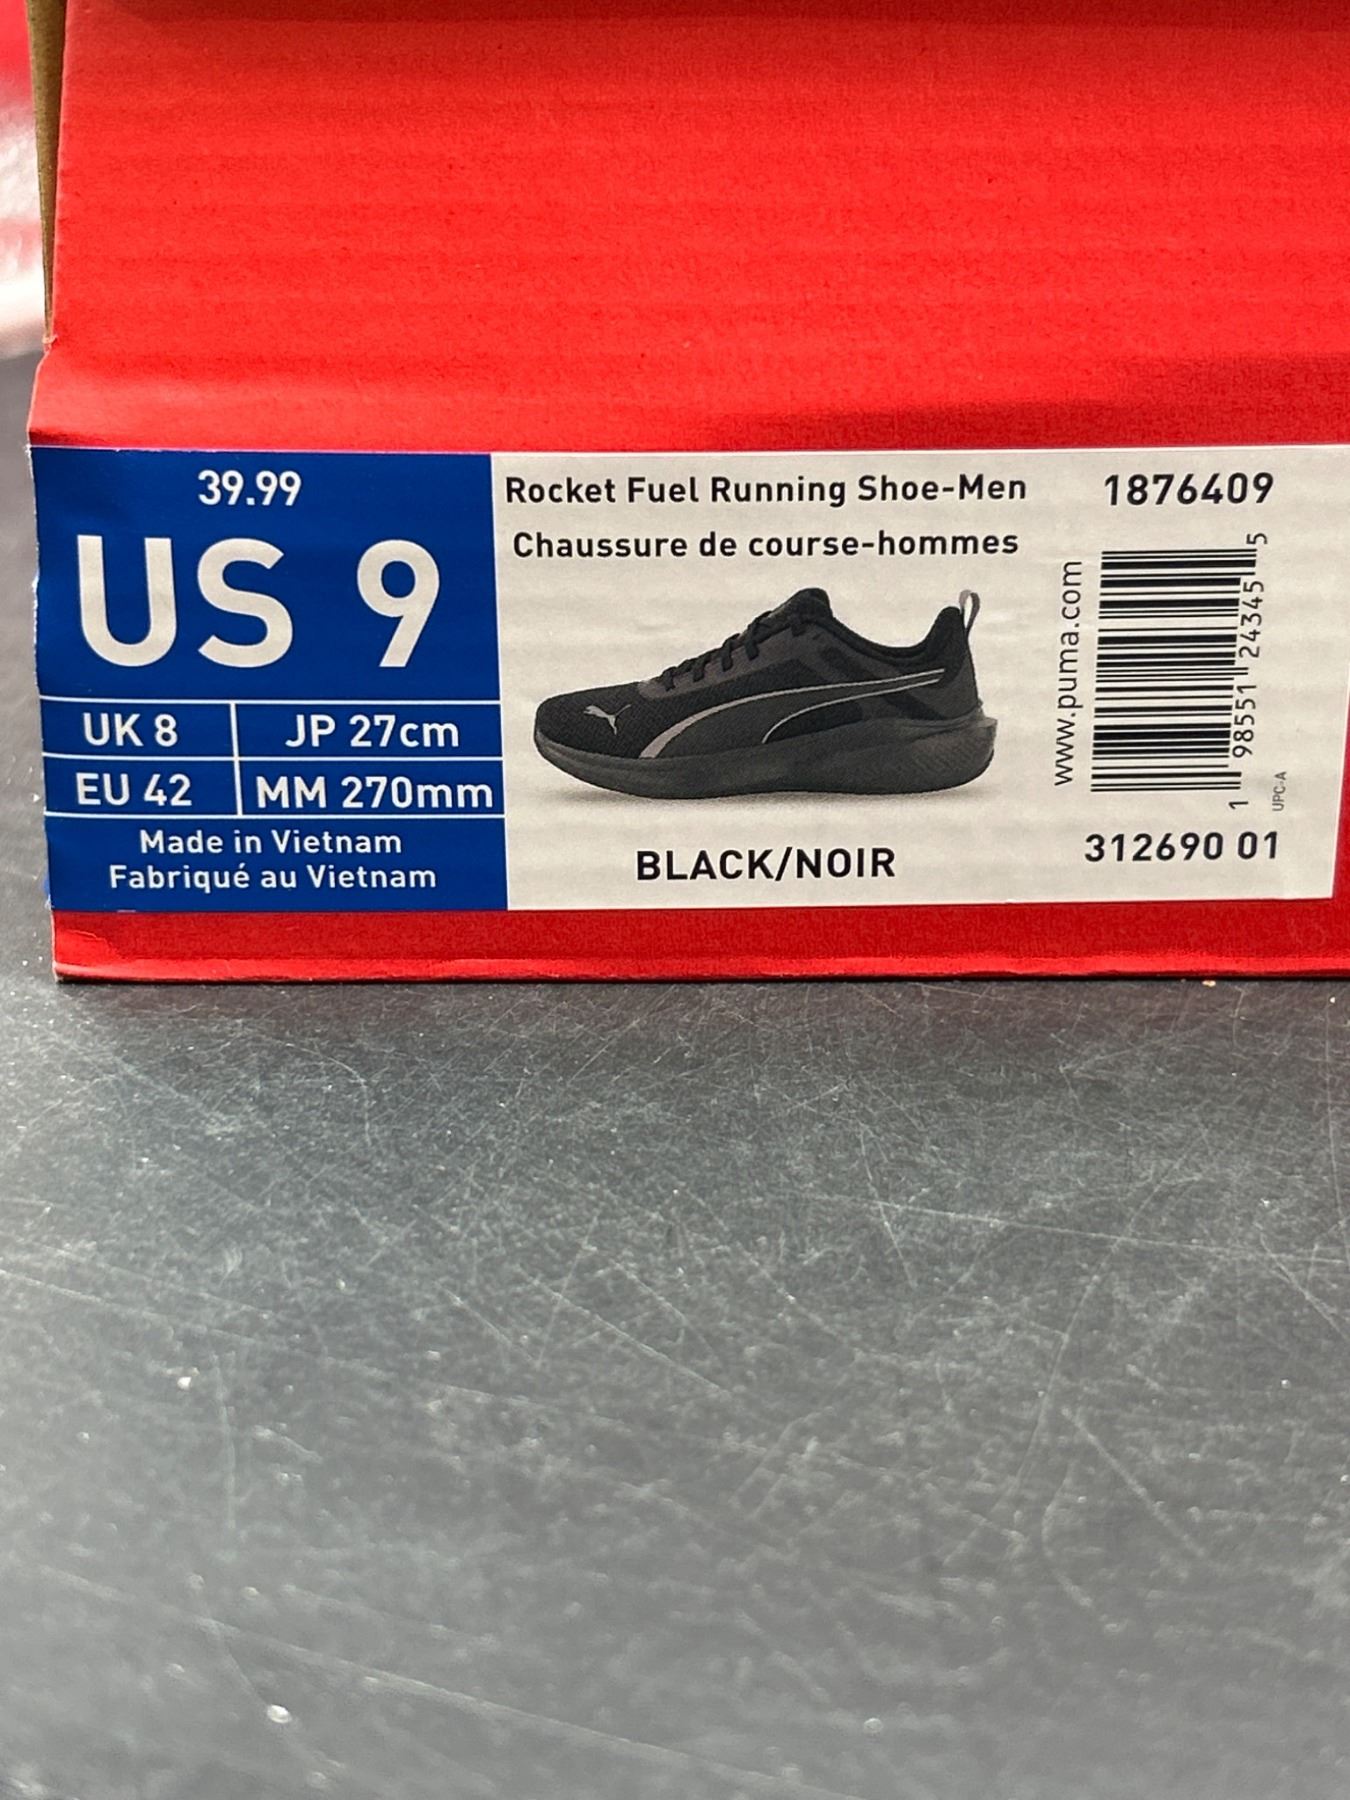 39.99
US 9
UK 8
JP 27cm
EU 42
MM 270mm
Made in Vietnam
Fabriqué au Vietnam
Rocket Fuel Running Shoe-Men
Chaussure de course-hommes
BLACK/NOIR
1876409
www.puma.com
1 98551 24345 5
UPC-A
312690 01